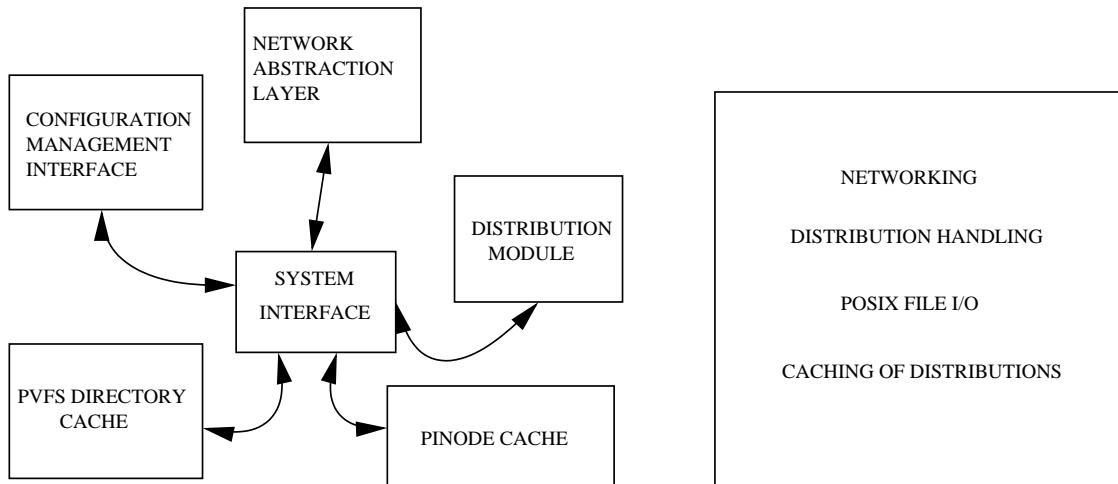 NETWORK
ABSTRACTION
LAYER
CONFIGURATION
MANAGEMENT
INTERFACE
DISTRIBUTION
MODULE
SYSTEM
INTERFACE
PVFS DIRECTORY
CACHE
PINODE CACHE
NETWORKING
DISTRIBUTION HANDLING
POSIX FILE I/O
CACHING OF DISTRIBUTIONS